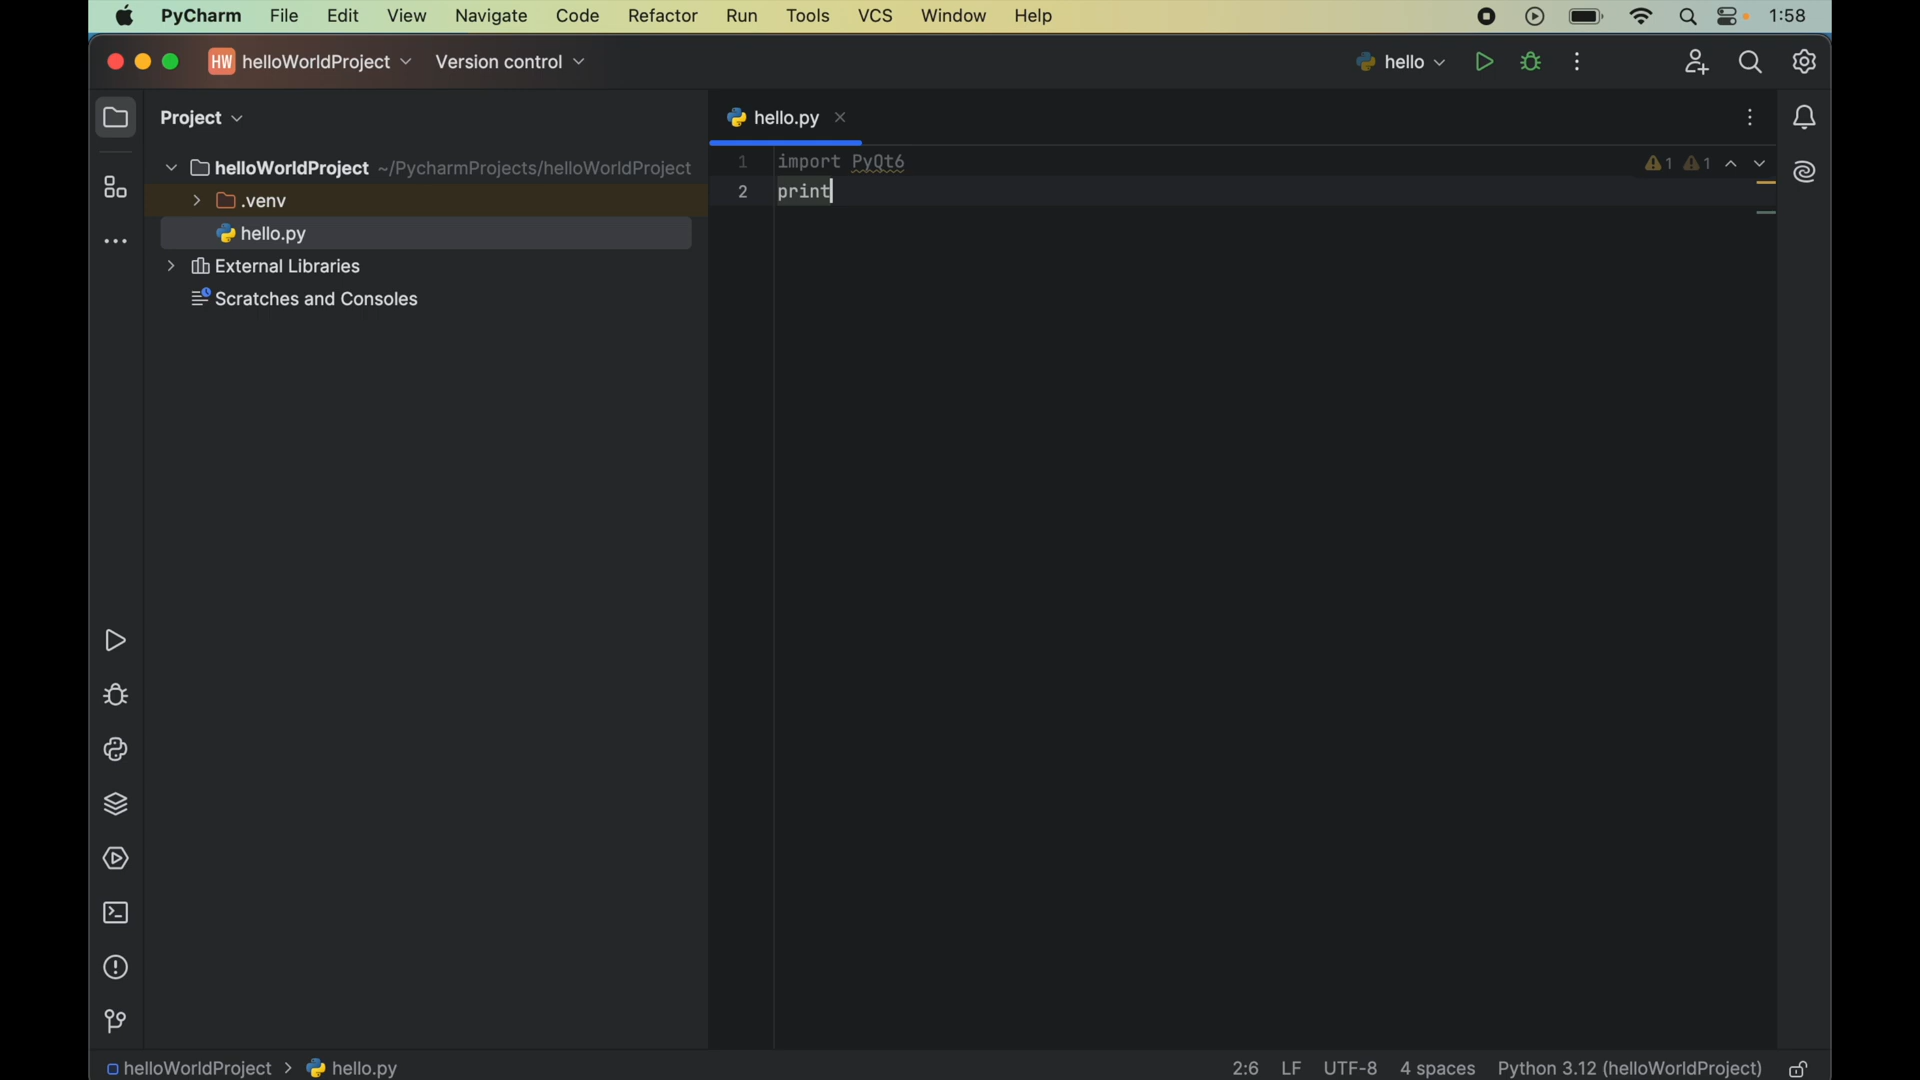 PyCharm File Edit View Navigate Code Refactor Run Tools VCS Window Help 1:58
HW helloWorldProject Version control hello
Project
hello.py
helloWorldProject ~/PycharmProjects/helloWorldProject
.venv
hello.py
External Libraries
Scratches and Consoles
1 import PyQt6
1 1
2 print
helloWorldProject > hello.py 2:6 LF UTF-8 4 spaces Python 3.12 (helloWorldProject)